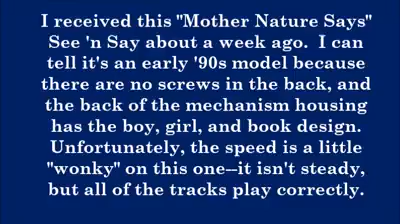 I received this "Mother Nature Says"
See 'n Say about a week ago.  I can
tell it's an early '90s model because
there are no screws in the back, and
the back of the mechanism housing
has the boy, girl, and book design.
Unfortunately, the speed is a little
"wonky" on this one--it isn't steady,
but all of the tracks play correctly.